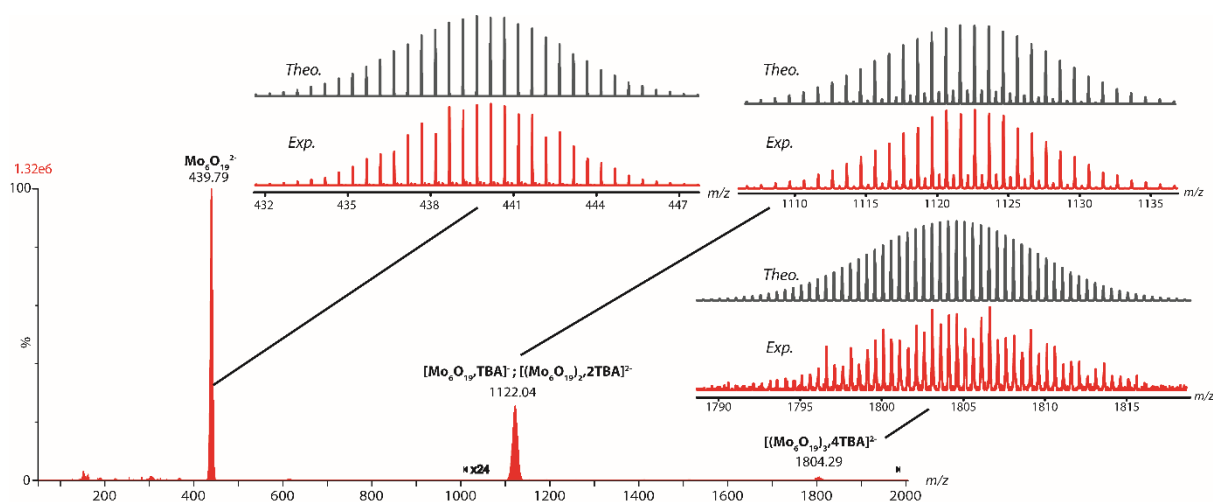 Theo.
Exp.
432 435 438 441 444 447 m/z
Theo.
Exp.
1110 1115 1120 1125 1130 1135 m/z
Theo.
Exp.
1790 1795 1800 1805 1810 1815 m/z
1.32e6
100
%
0
Mo₆O₁₉²⁻
439.79
[Mo₆O₁₉,TBA]⁻ ; [(Mo₆O₁₉)₂,2TBA]²⁻
1122.04
[(Mo₆O₁₉)₃,4TBA]²⁻
1804.29
x24
200 400 600 800 1000 1200 1400 1600 1800 2000 m/z